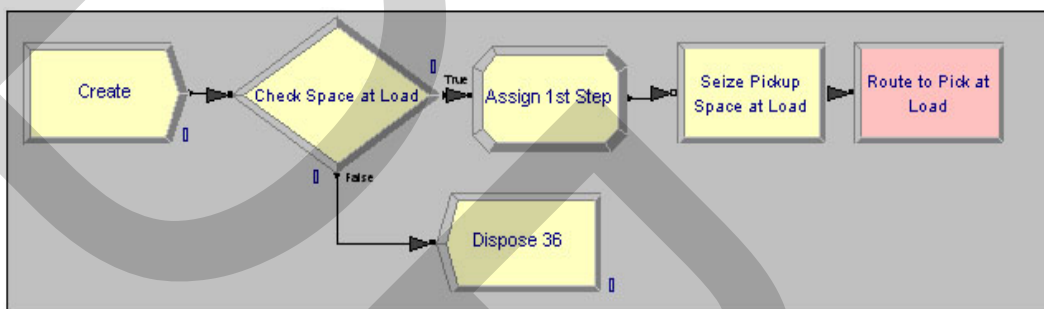 Create
Check Space at Load
True
False
Assign 1st Step
Seize Pickup
Space at Load
Route to Pick at
Load
Dispose 36